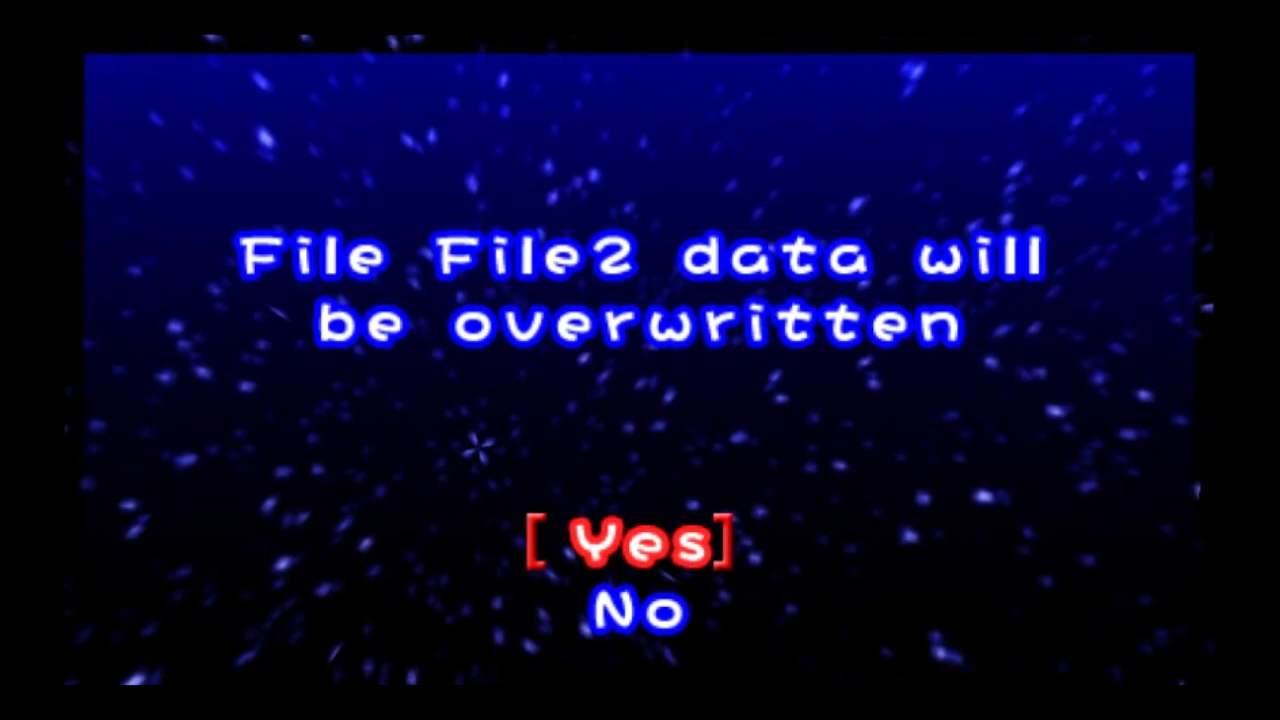 File File2 data will
be overwritten
[ Yes]
No